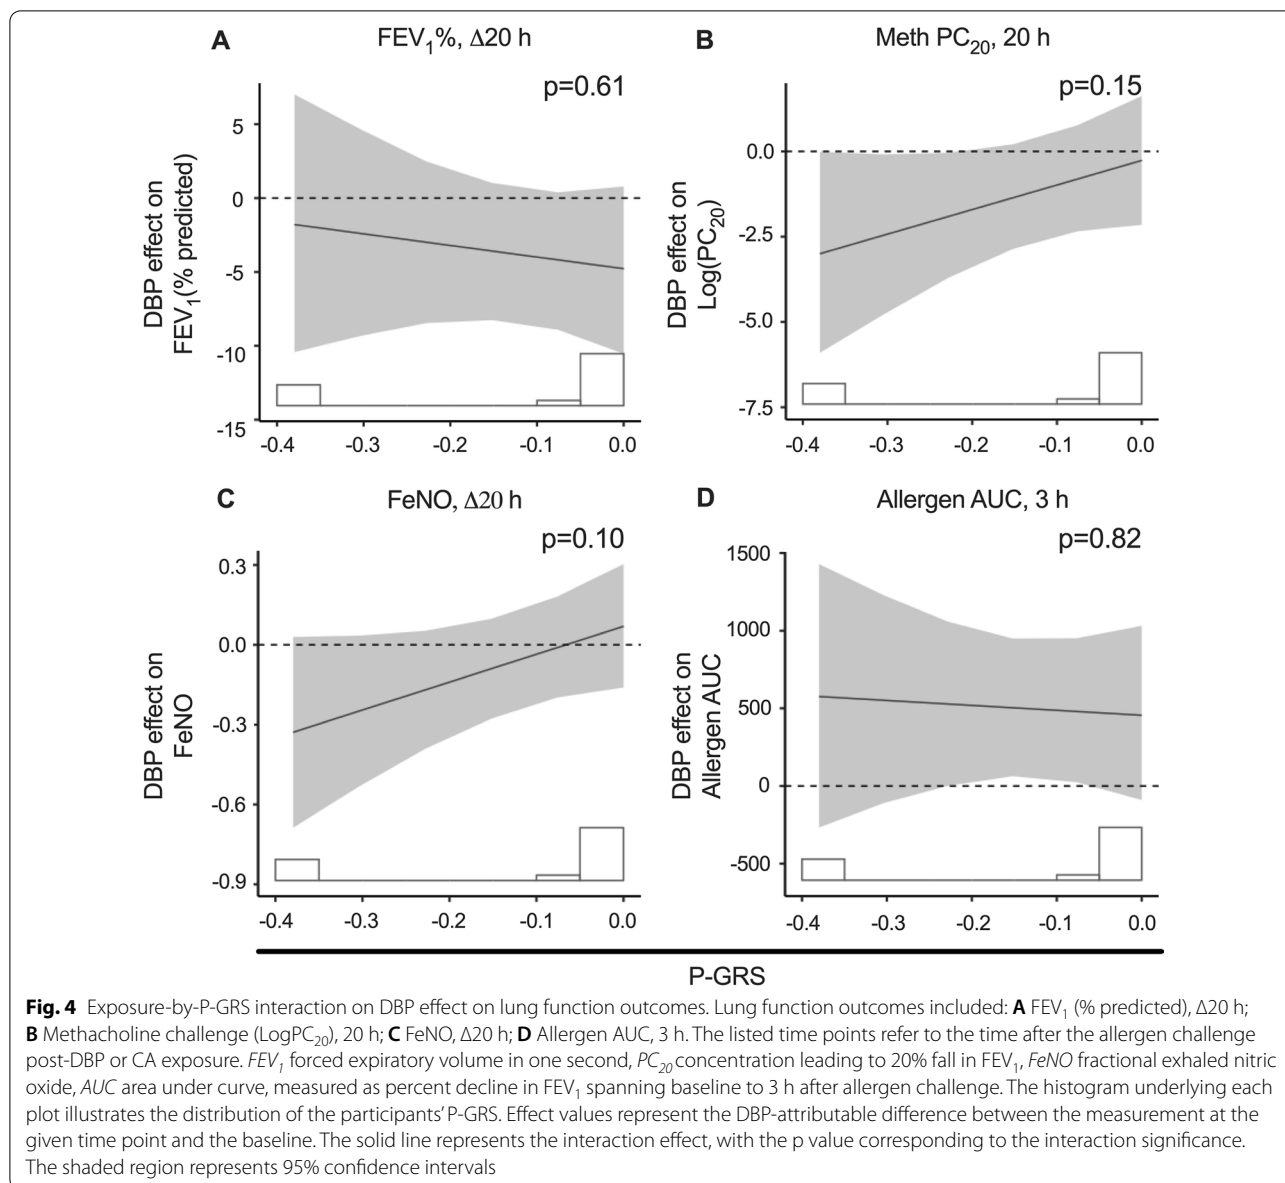 A FEV1%, Δ20 h
p=0.61
DBP effect on
FEV1(% predicted)
5
0
-5
-10
-15
-0.4 -0.3 -0.2 -0.1 0.0
B Meth PC20, 20 h
p=0.15
DBP effect on
Log(PC20)
0.0
-2.5
-5.0
-7.5
-0.4 -0.3 -0.2 -0.1 0.0
C FeNO, Δ20 h
p=0.10
DBP effect on
FeNO
0.3
0.0
-0.3
-0.6
-0.9
-0.4 -0.3 -0.2 -0.1 0.0
D Allergen AUC, 3 h
p=0.82
DBP effect on
Allergen AUC
1500
1000
500
0
-500
-0.4 -0.3 -0.2 -0.1 0.0
P-GRS
Fig. 4 Exposure-by-P-GRS interaction on DBP effect on lung function outcomes. Lung function outcomes included: A FEV1 (% predicted), Δ20 h;
B Methacholine challenge (LogPC20), 20 h; C FeNO, Δ20 h; D Allergen AUC, 3 h. The listed time points refer to the time after the allergen challenge
post-DBP or CA exposure. FEV1 forced expiratory volume in one second, PC20 concentration leading to 20% fall in FEV1, FeNO fractional exhaled nitric
oxide, AUC area under curve, measured as percent decline in FEV1 spanning baseline to 3 h after allergen challenge. The histogram underlying each
plot illustrates the distribution of the participants' P-GRS. Effect values represent the DBP-attributable difference between the measurement at the
given time point and the baseline. The solid line represents the interaction effect, with the p value corresponding to the interaction significance.
The shaded region represents 95% confidence intervals